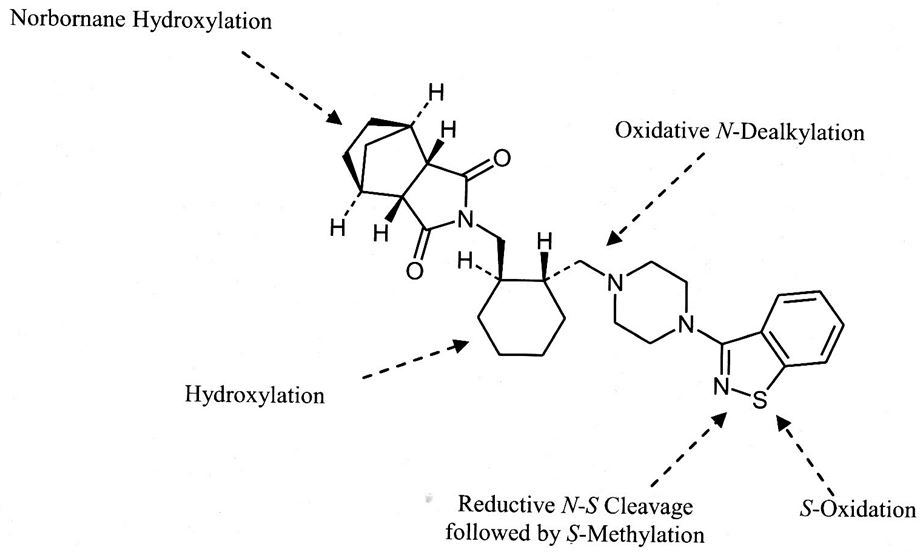 Norbornane Hydroxylation
H
H
Oxidative N-Dealkylation
O
N
H
H
O
H
H
N
N
Hydroxylation
N
S
Reductive N-S Cleavage
followed by S-Methylation
S-Oxidation